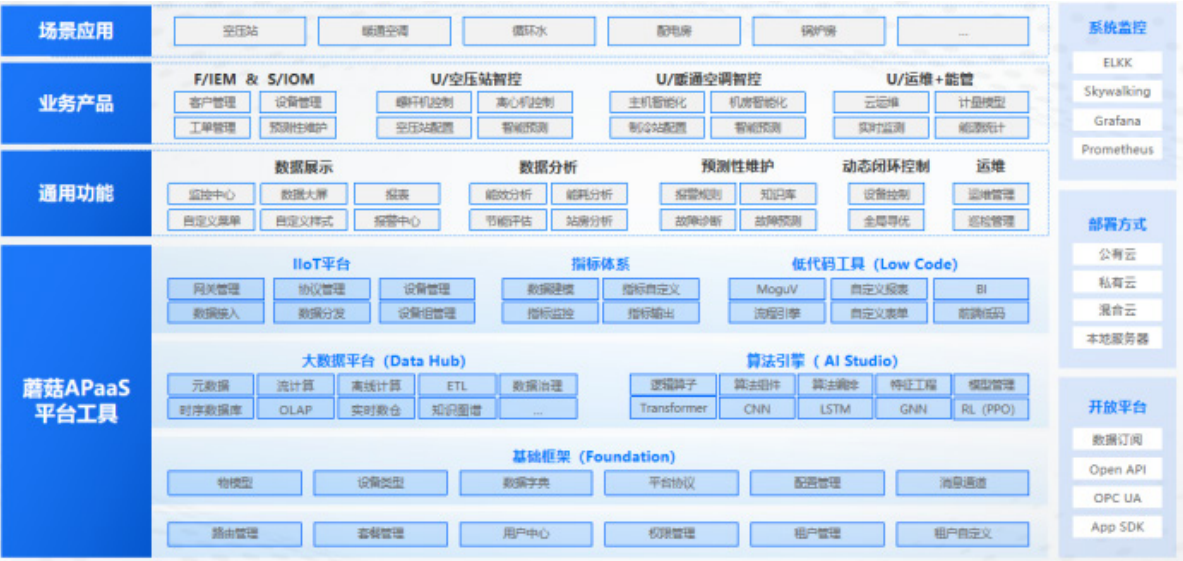 场景应用
空压站 暖通空调 循环水 配电房 锅炉房 ...
业务产品
F/IEM & S/IOM U/空压站智控 U/暖通空调智控 U/运维+能管
客户管理 设备管理 螺杆机控制 离心机控制 主机智能化 机房智能化 云运维 计量模型
工单管理 预测性维护 空压站配置 智能预测 制冷站配置 智能预测 实时监测 能源统计
通用功能
数据展示 数据分析 预测性维护 动态闭环控制 运维
监控中心 数据大屏 报表 能效分析 能耗分析 报警规则 知识库 设备控制 运维管理
自定义菜单 自定义样式 报警中心 节能评估 站房分析 故障诊断 故障预测 全局寻优 巡检管理
蘑菇APaaS
平台工具
IIoT平台 指标体系 低代码工具 (Low Code)
网关管理 协议管理 设备管理 数据建模 指标自定义 MoguV 自定义报表 BI
数据接入 数据分发 设备组管理 指标监控 指标输出 流程引擎 自定义表单 前端低码
大数据平台 (Data Hub) 算法引擎 ( AI Studio)
元数据 流计算 离线计算 ETL 数据治理 逻辑算子 算法组件 算法编排 特征工程 模型管理
时序数据库 OLAP 实时数仓 知识图谱 ... Transformer CNN LSTM GNN RL (PPO)
基础框架 (Foundation)
物模型 设备类型 数据字典 平台协议 配置管理 消息通道
路由管理 套餐管理 用户中心 权限管理 租户管理 租户自定义
系统监控
ELKK
Skywalking
Grafana
Prometheus
部署方式
公有云
私有云
混合云
本地服务器
开放平台
数据订阅
Open API
OPC UA
App SDK